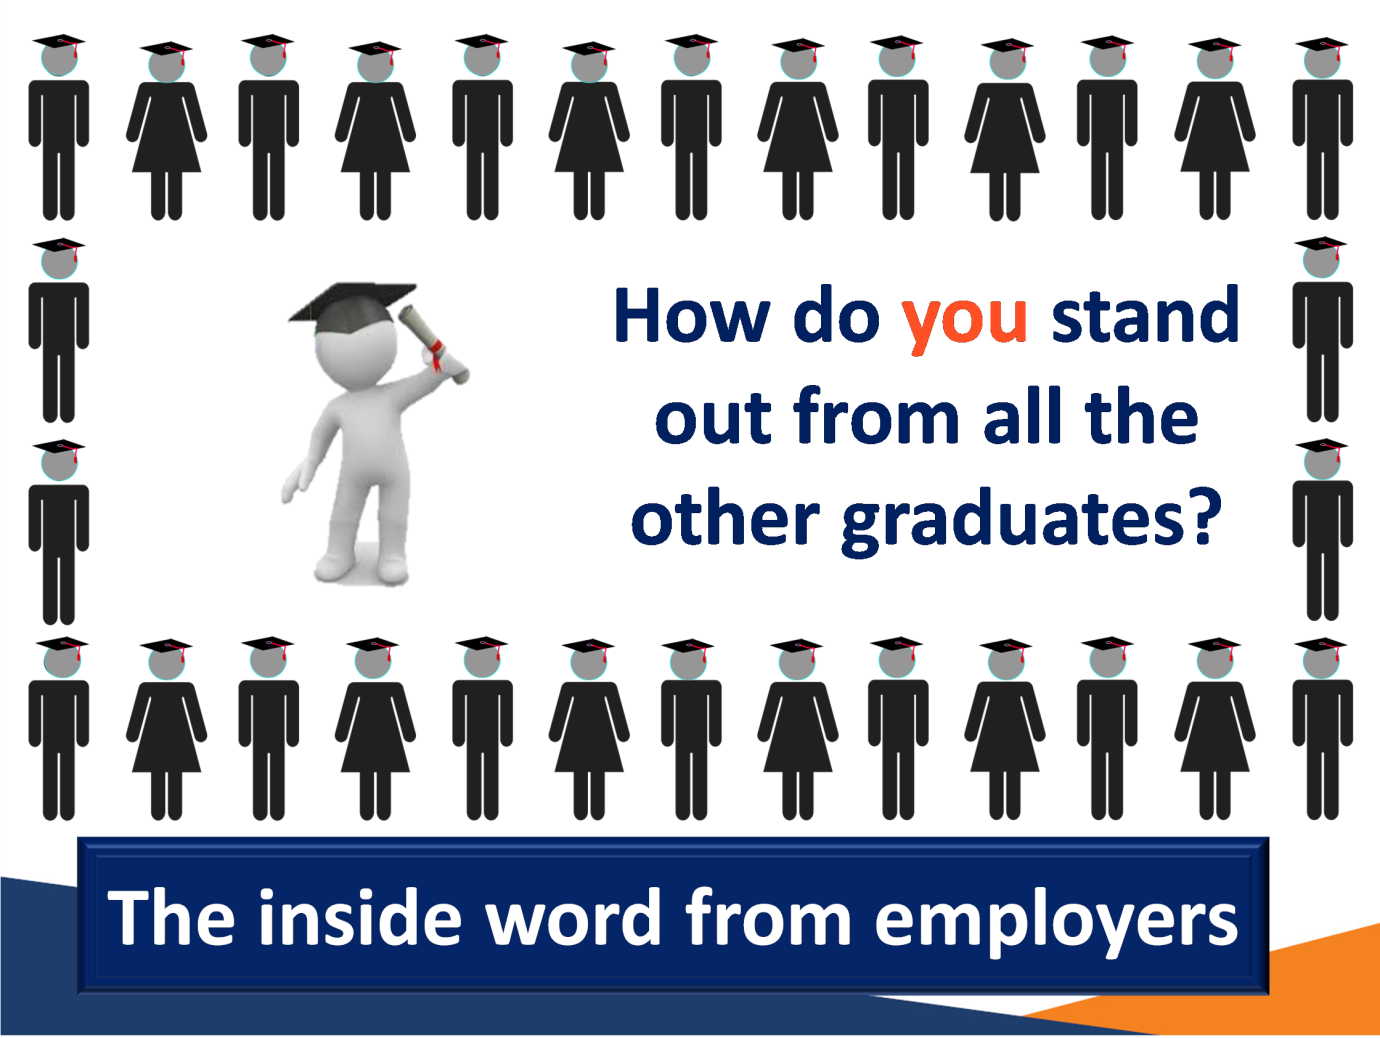 How do you stand
out from all the
other graduates?
The inside word from employers